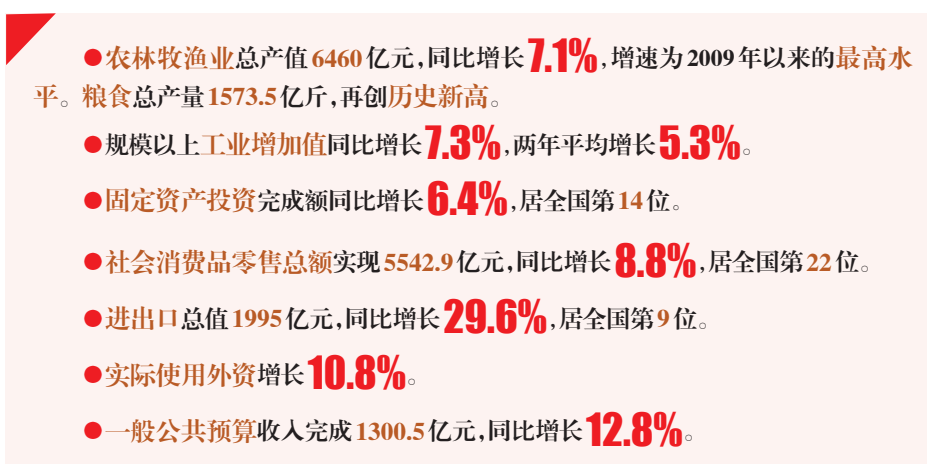 ●农林牧渔业总产值6460亿元,同比增长7.1%,增速为2009年以来的最高水
平。粮食总产量1573.5亿斤,再创历史新高。
●规模以上工业增加值同比增长7.3%,两年平均增长5.3%。
●固定资产投资完成额同比增长6.4%,居全国第14位。
●社会消费品零售总额实现5542.9亿元,同比增长8.8%,居全国第22位。
●进出口总值1995亿元,同比增长29.6%,居全国第9位。
●实际使用外资增长10.8%。
●一般公共预算收入完成1300.5亿元,同比增长12.8%。